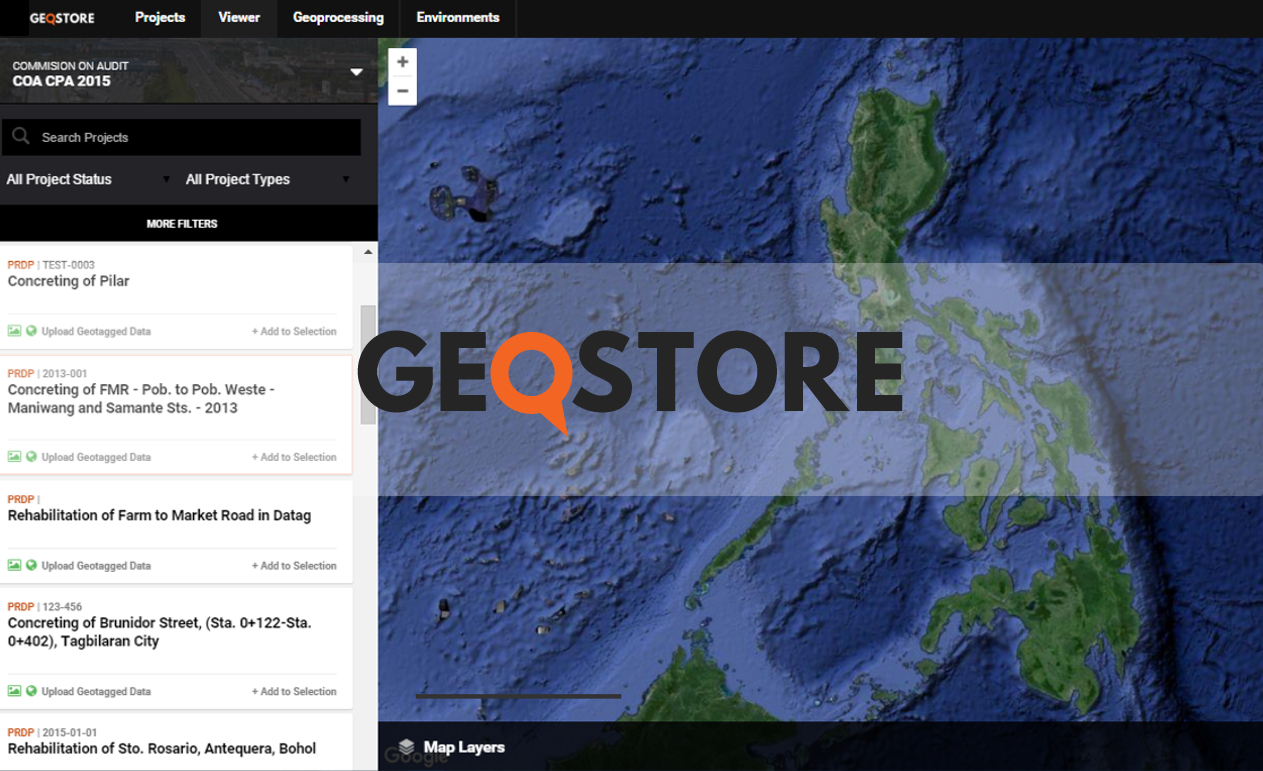 GEOSTORE
Projects
Viewer
Geoprocessing
Environments
COMMISION ON AUDIT
COA CPA 2015
Search Projects
All Project Status
All Project Types
MORE FILTERS
PRDP | TEST-0003
Concreting of Pilar
Upload Geotagged Data
+ Add to Selection
PRDP | 2013-001
Concreting of FMR - Pob. to Pob. Weste -
Maniwang and Samante Sts. - 2013
Upload Geotagged Data
+ Add to Selection
PRDP |
Rehabilitation of Farm to Market Road in Datag
Upload Geotagged Data
+ Add to Selection
PRDP | 123-456
Concreting of Brunidor Street, (Sta. 0+122-Sta.
0+402), Tagbilaran City
Upload Geotagged Data
+ Add to Selection
PRDP | 2015-01-01
Rehabilitation of Sto. Rosario, Antequera, Bohol
+
−
GEOSTORE
Map Layers
Google